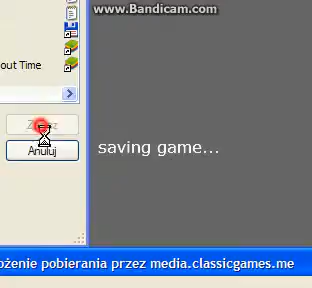 www.Bandicam.com
out Time
Anuluj
saving game...
ożenie pobierania przez media.classicgames.me